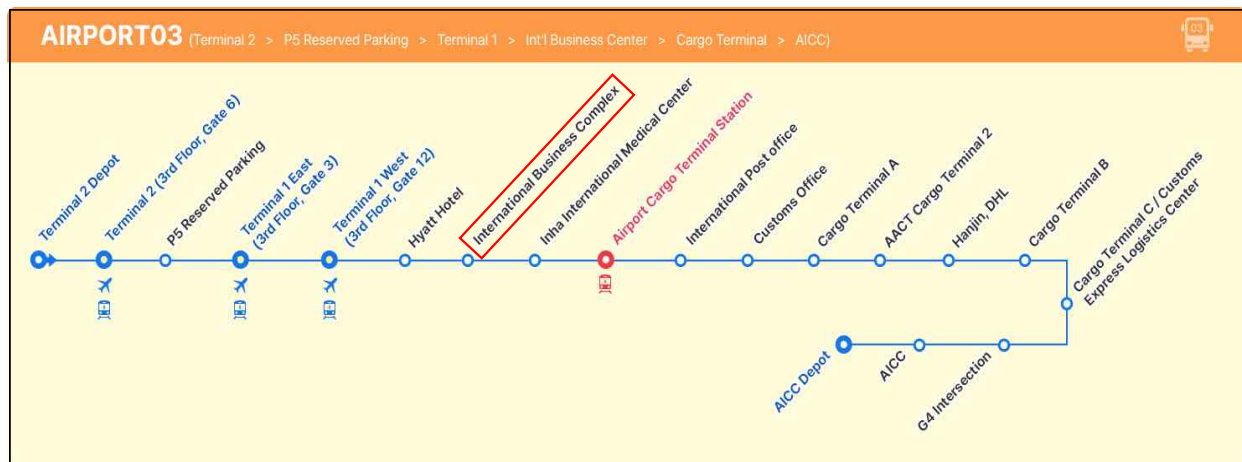 AIRPORT03 (Terminal 2 > P5 Reserved Parking > Terminal 1 > Int'l Business Center > Cargo Terminal > AICC)
03
Terminal 2 Depot
Terminal 2 (3rd Floor, Gate 6)
P5 Reserved Parking
Terminal 1 East
(3rd Floor, Gate 3)
Terminal 1 West
(3rd Floor, Gate 12)
Hyatt Hotel
International Business Complex
Inha International Medical Center
Airport Cargo Terminal Station
International Post office
Customs Office
Cargo Terminal A
AACT Cargo Terminal 2
Hanjin, DHL
Cargo Terminal B
Cargo Terminal C / Customs
Express Logistics Center
G4 Intersection
AICC
AICC Depot